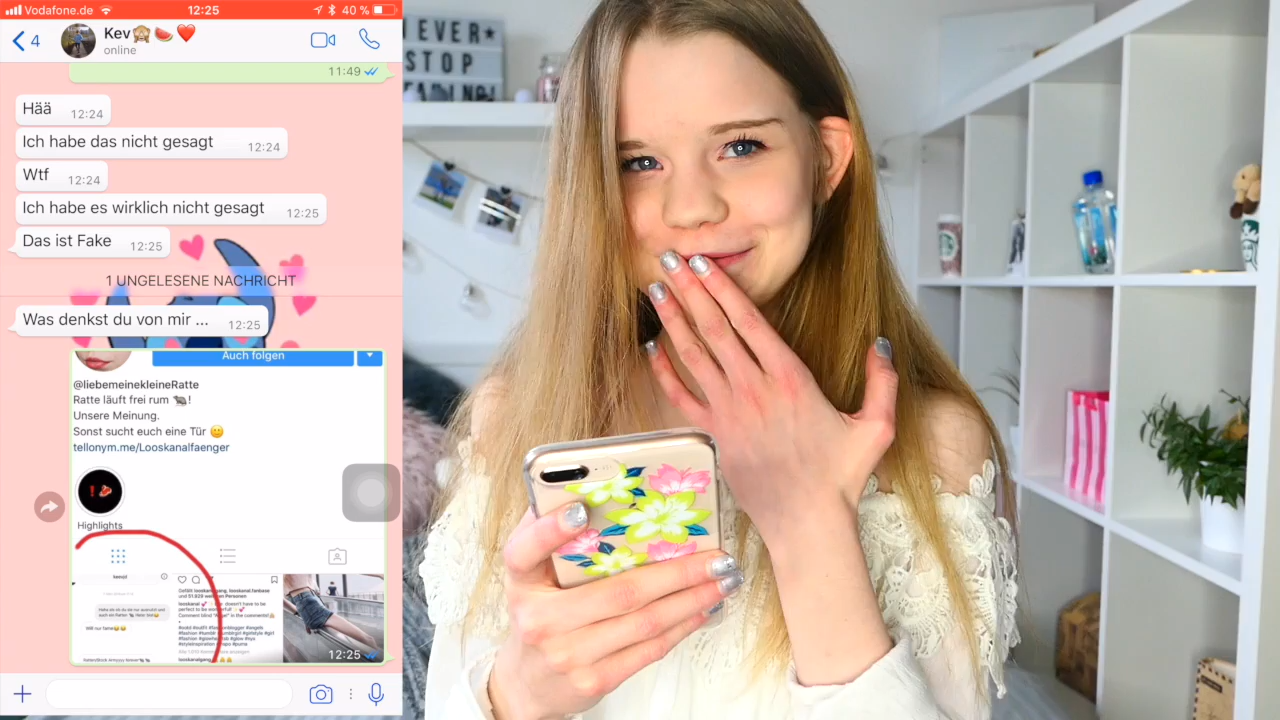 Vodafone.de
12:25
40 %
4
Kev🙈🍉❤️
online
11:49
Hää
12:24
Ich habe das nicht gesagt
12:24
Wtf
12:24
Ich habe es wirklich nicht gesagt
12:25
Das ist Fake
12:25
1 UNGELESENE NACHRICHT
Was denkst du von mir ...
12:25
Auch folgen
@liebemeinekleineRatte
Ratte läuft frei rum 🐀!
Unsere Meinung.
Sonst sucht euch eine Tür 🙂
tellonym.me/Looskanalfaenger
Highlights
12:25
EVER★
STOP